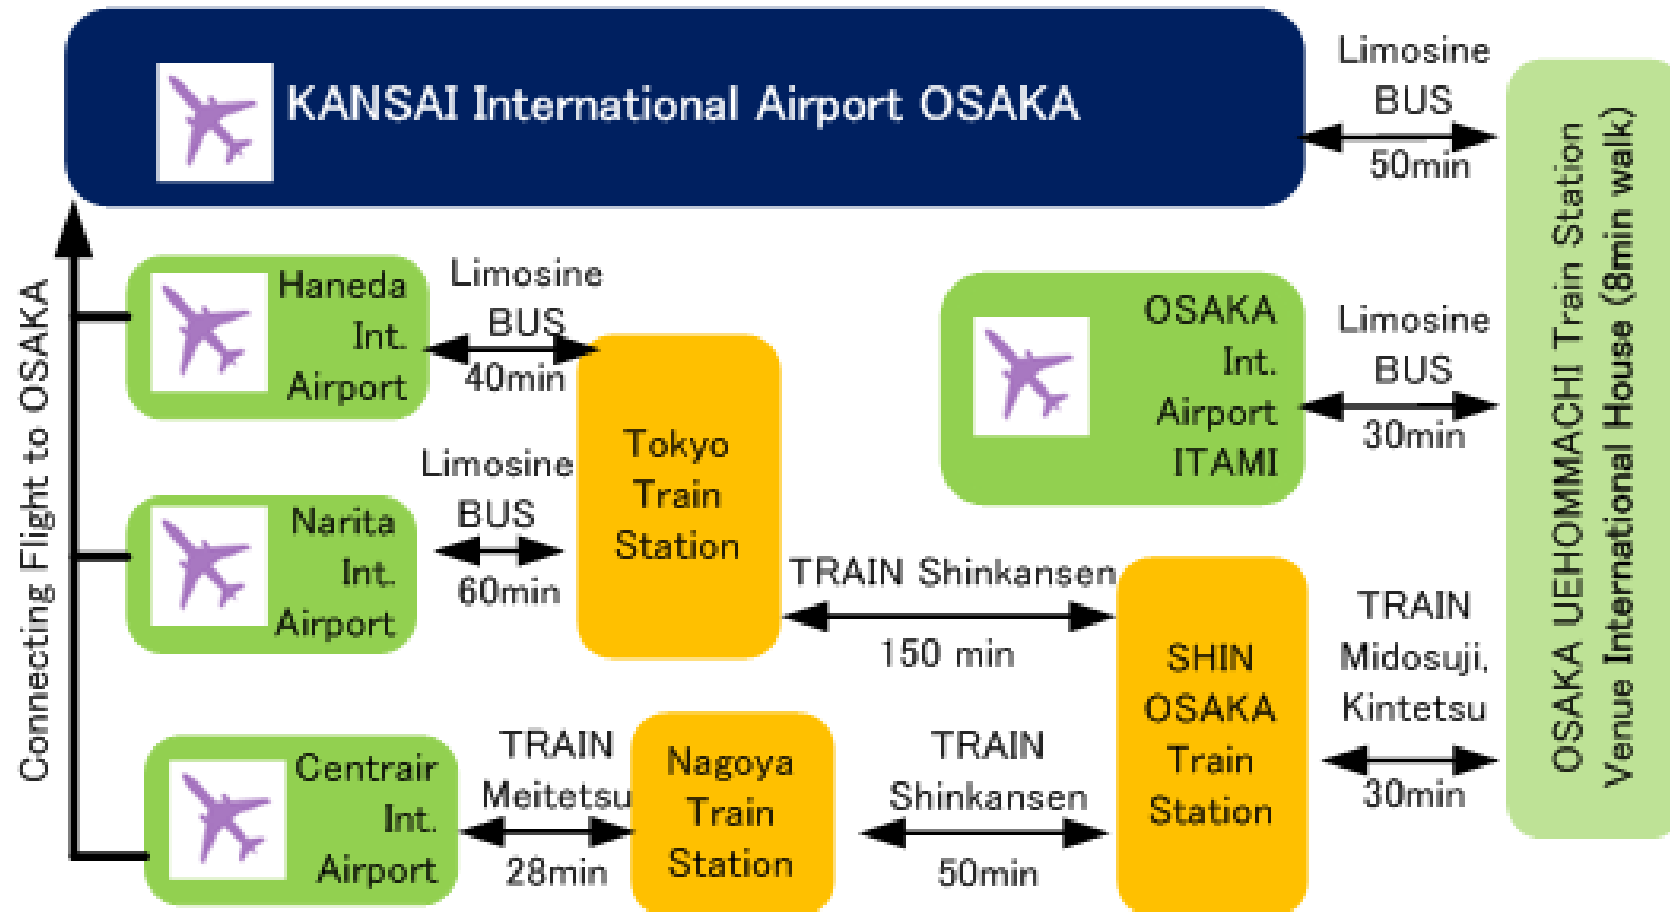 KANSAI International Airport OSAKA
Limosine
BUS
50min
Connecting Flight to OSAKA
Haneda
Int.
Airport
Limosine
BUS
40min
Tokyo
Train
Station
OSAKA
Int.
Airport
ITAMI
Limosine
BUS
30min
Narita
Int.
Airport
Limosine
BUS
60min
TRAIN Shinkansen
150 min
SHIN
OSAKA
Train
Station
TRAIN
Midosuji,
Kintetsu
30min
Centrair
Int.
Airport
TRAIN
Meitetsu
28min
Nagoya
Train
Station
TRAIN
Shinkansen
50min
OSAKA UEHOMMACHI Train Station
Venue International House (8min walk)